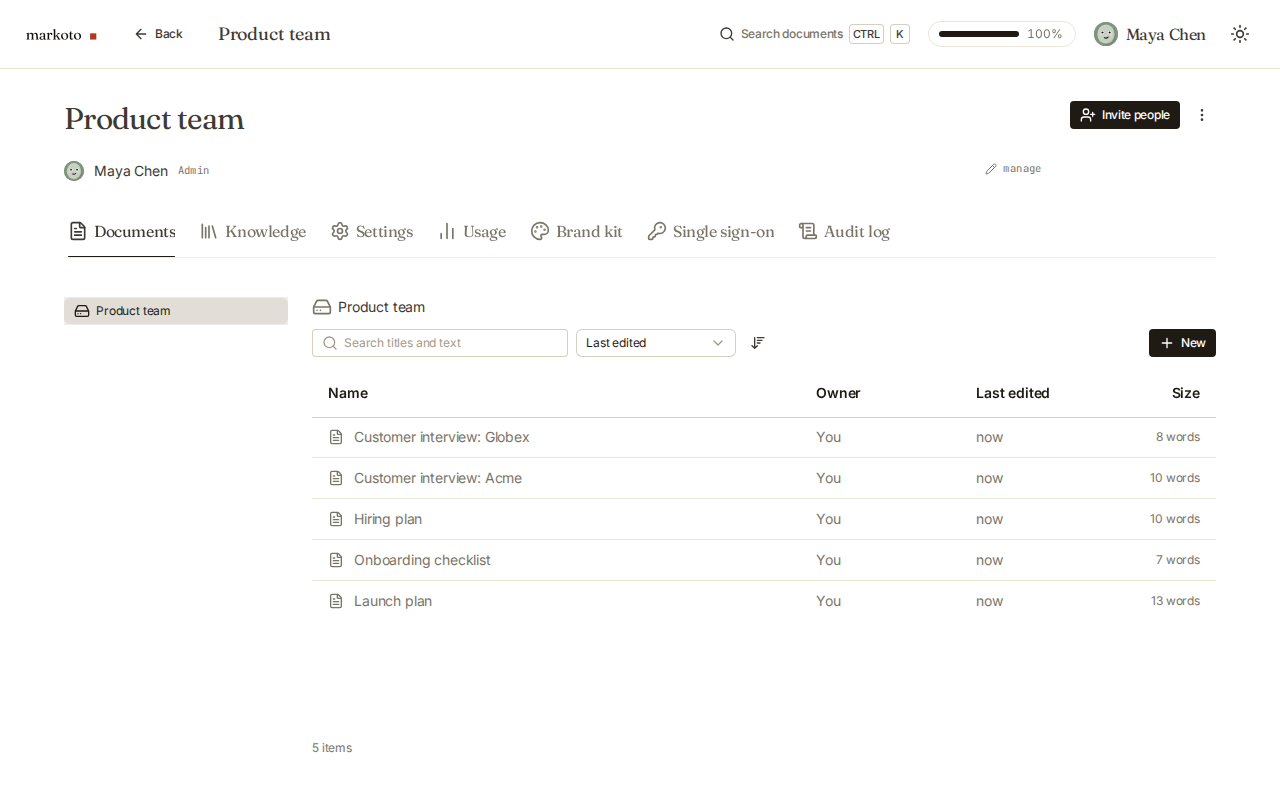 markoto
Back
Product team
Search documents CTRL K
100%
Maya Chen
Product team
Invite people
Maya Chen Admin
manage
Documents Knowledge Settings Usage Brand kit Single sign-on Audit log
Product team
Product team
Search titles and text
Last edited
New
Name Owner Last edited Size
Customer interview: Globex You now 8 words
Customer interview: Acme You now 10 words
Hiring plan You now 10 words
Onboarding checklist You now 7 words
Launch plan You now 13 words
5 items